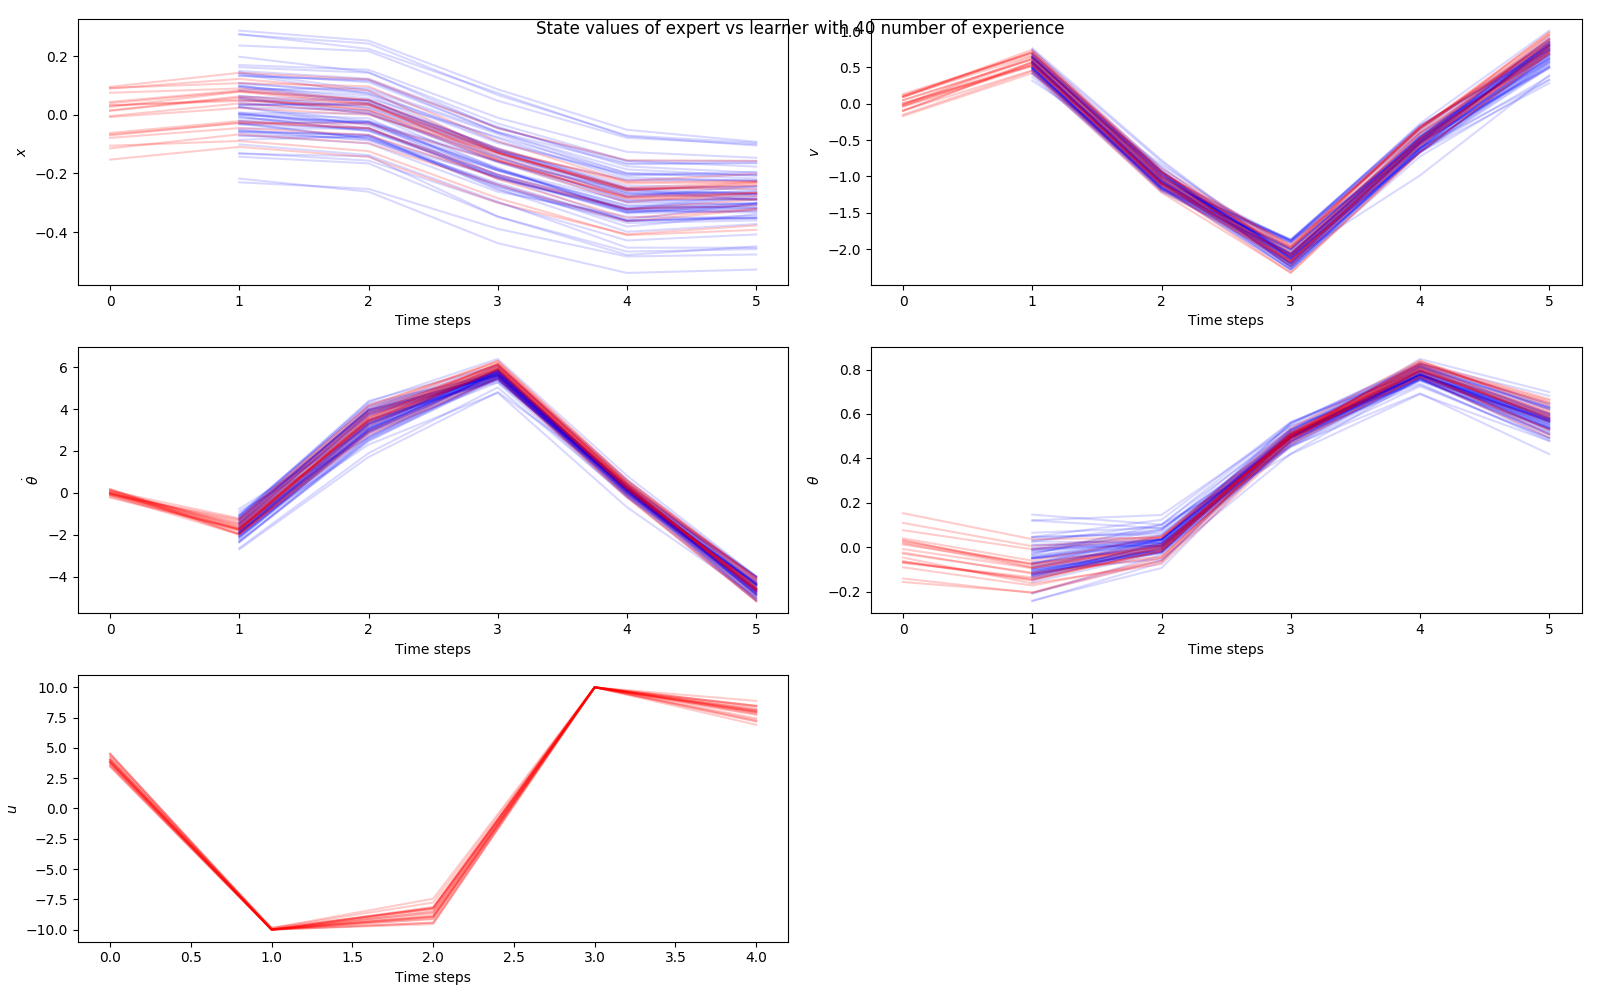 State values of expert vs learner with 40 number of experience
0.2
0.0
−0.2
−0.4
x
0 1 2 3 4 5
Time steps
1.0
0.5
0.0
−0.5
−1.0
−1.5
−2.0
v
0 1 2 3 4 5
Time steps
6
4
2
0
−2
−4
θ̇
0 1 2 3 4 5
Time steps
0.8
0.6
0.4
0.2
0.0
−0.2
θ
0 1 2 3 4 5
Time steps
10.0
7.5
5.0
2.5
0.0
−2.5
−5.0
−7.5
−10.0
u
0.0 0.5 1.0 1.5 2.0 2.5 3.0 3.5 4.0
Time steps